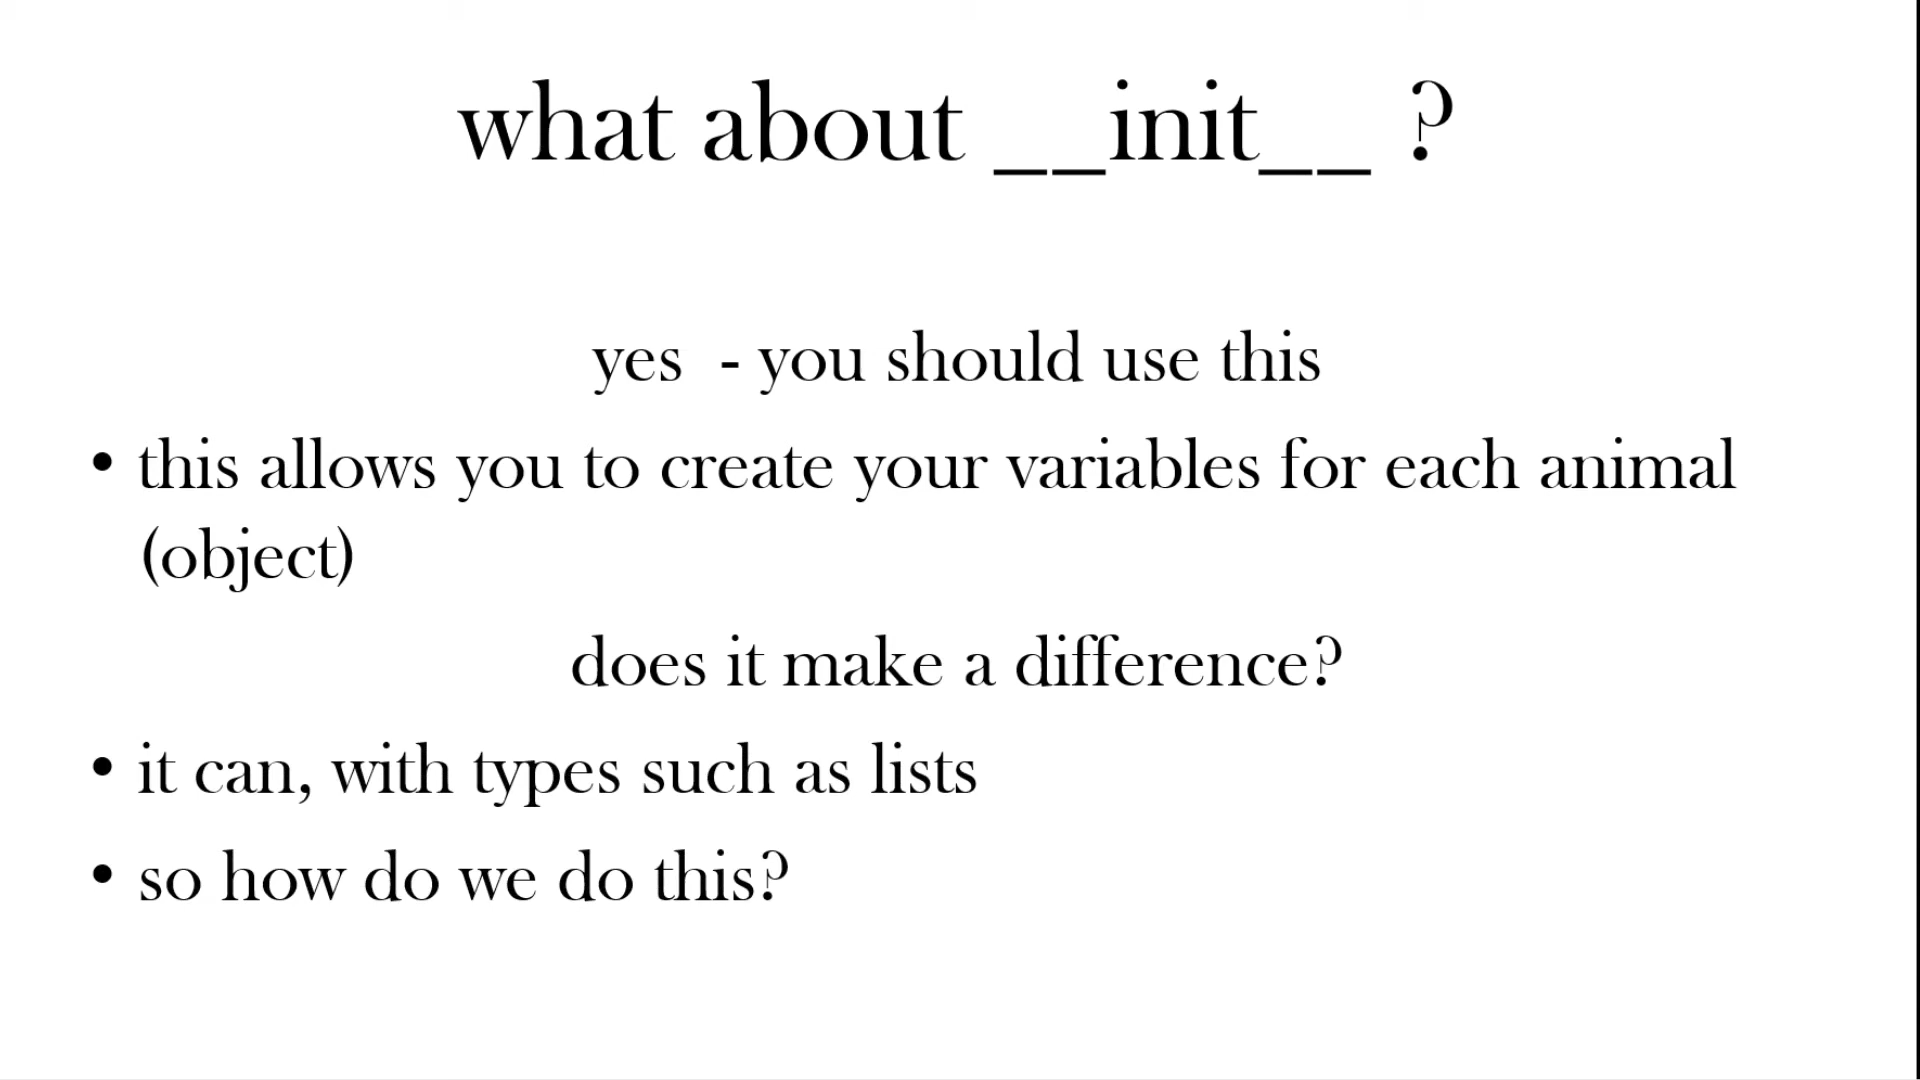 what about __init__ ?
yes  - you should use this
• this allows you to create your variables for each animal
(object)
does it make a difference?
• it can, with types such as lists
• so how do we do this?